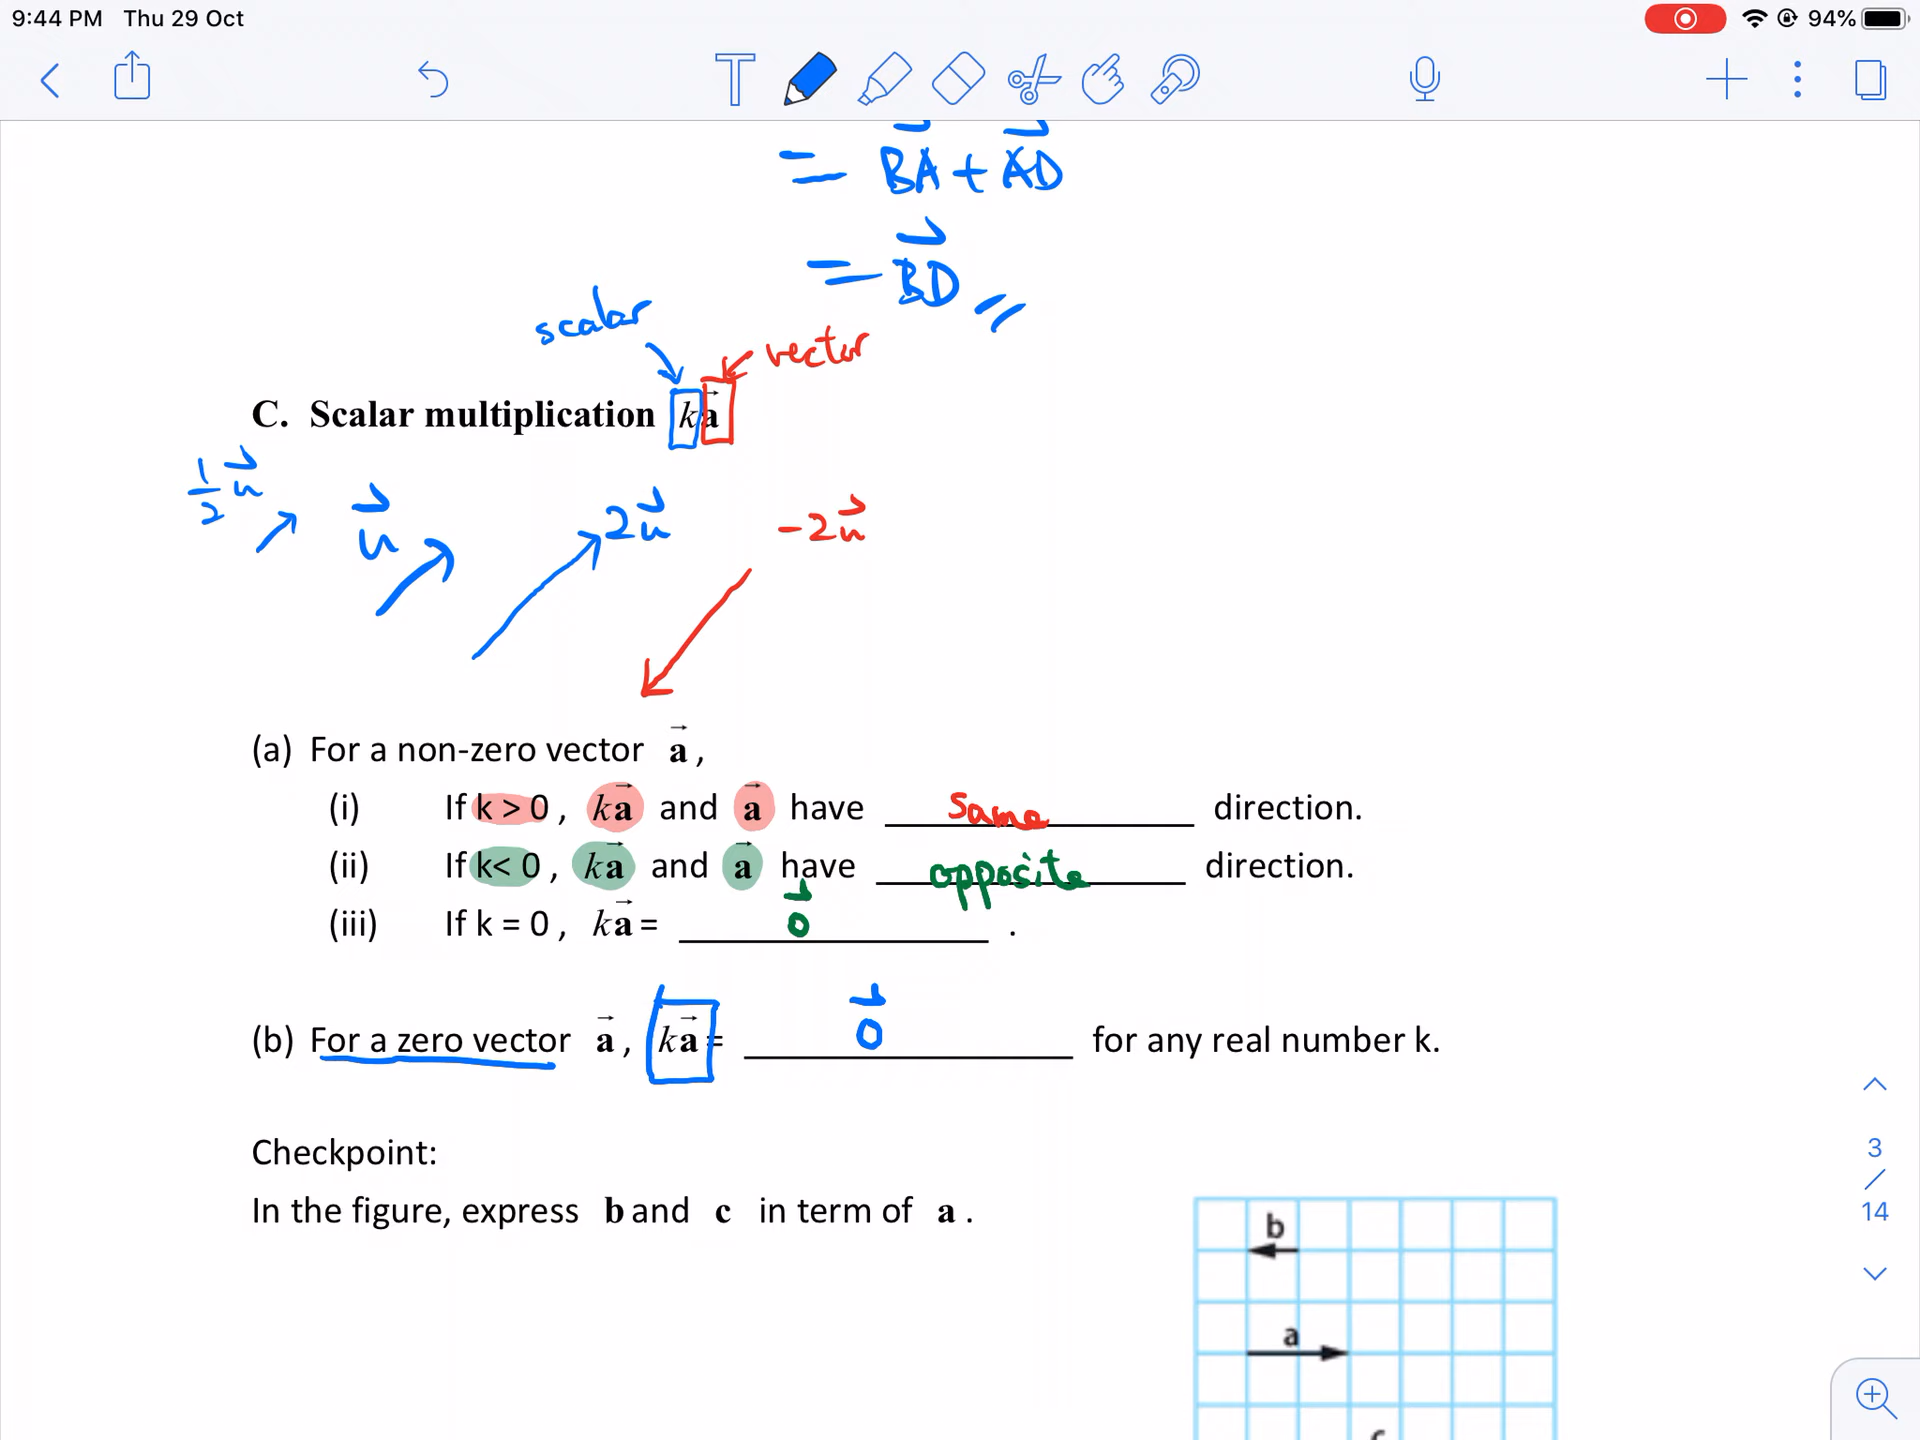 9:44 PM Thu 29 Oct 94%
T
= BA + AD
= BD //
scalar
vector
C. Scalar multiplication ka
1/2 u
u
2u
-2u
(a) For a non-zero vector a,
(i) If k > 0, ka and a have same direction.
(ii) If k< 0, ka and a have opposite direction.
(iii) If k = 0, ka = 0.
(b) For a zero vector a, ka = 0 for any real number k.
Checkpoint:
In the figure, express b and c in term of a.
b
a
c
3
/
14